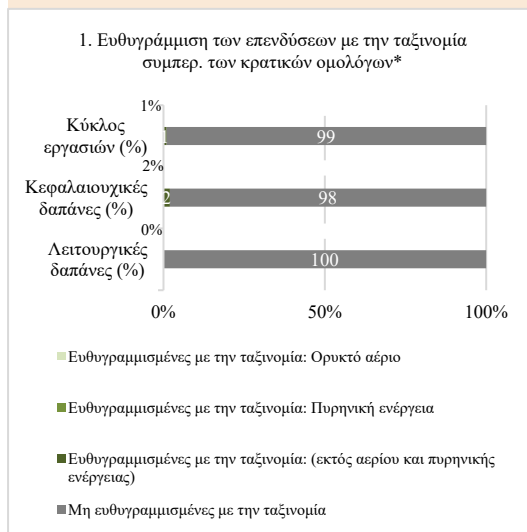 1. Ευθυγράμμιση των επενδύσεων με την ταξινομία
συμπερ. των κρατικών ομολόγων*
1%
Κύκλος
εργασιών (%)
1
99
2%
Κεφαλαιουχικές
δαπάνες (%)
2
98
0%
Λειτουργικές
δαπάνες (%)
100
0%
50%
100%
Ευθυγραμμισμένες με την ταξινομία: Ορυκτό αέριο
Ευθυγραμμισμένες με την ταξινομία: Πυρηνική ενέργεια
Ευθυγραμμισμένες με την ταξινομία: (εκτός αερίου και πυρηνικής
ενέργειας)
Μη ευθυγραμμισμένες με την ταξινομία